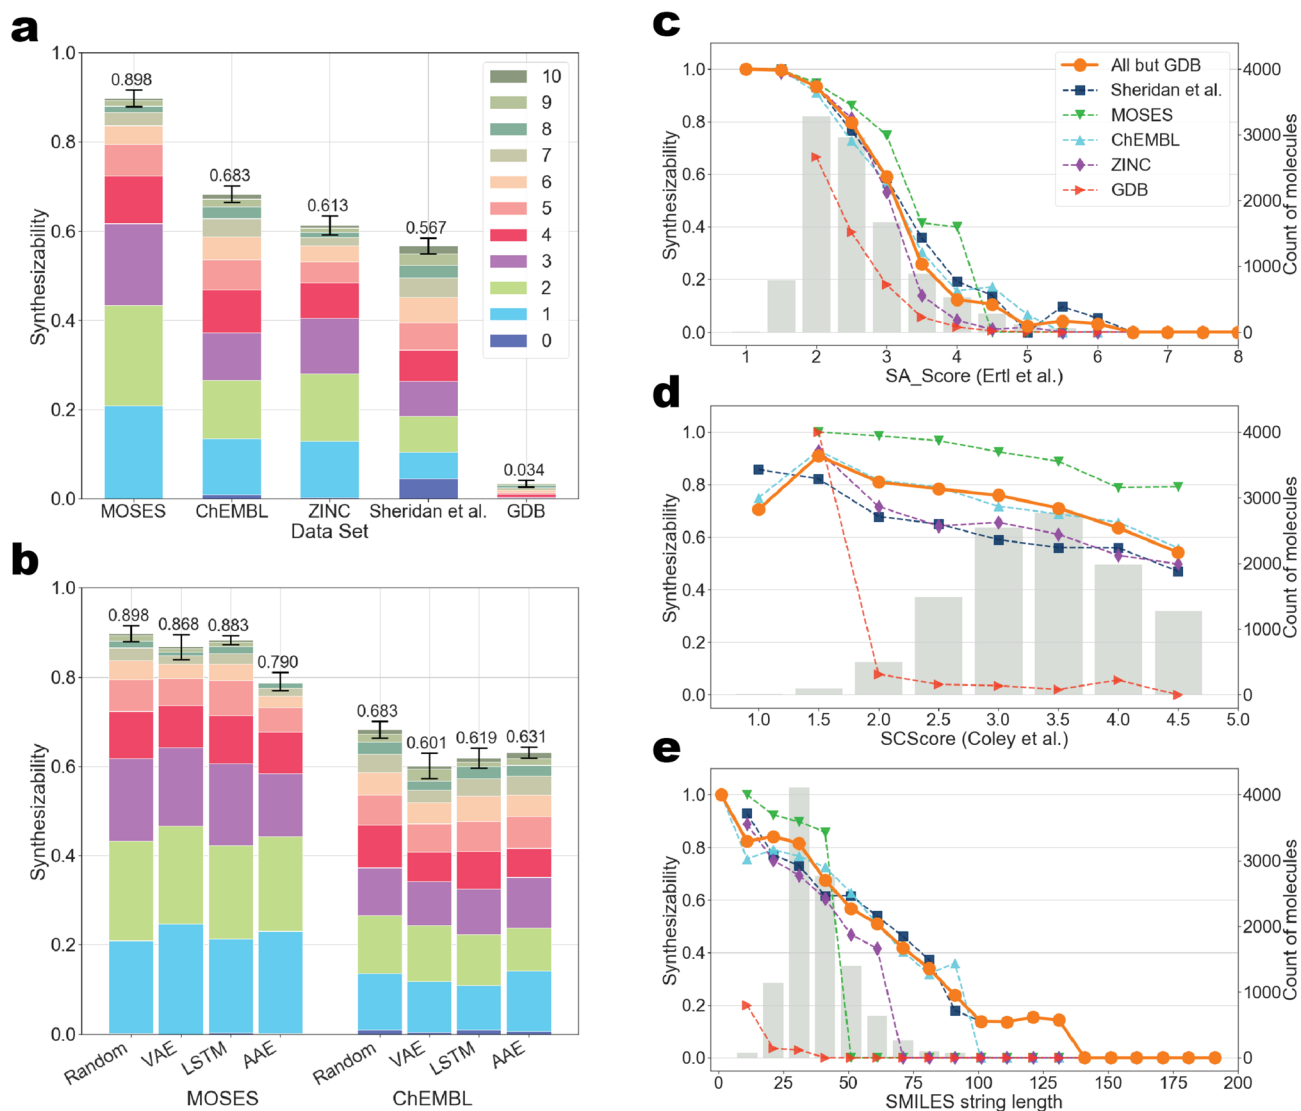 a
Synthesizability
1.0
0.8
0.6
0.4
0.2
0.0
0.898
0.683
0.613
0.567
0.034
10
9
8
7
6
5
4
3
2
1
0
MOSES ChEMBL ZINC Sheridan et al. GDB
Data Set
b
Synthesizability
1.0
0.8
0.6
0.4
0.2
0.0
0.898 0.868 0.883 0.790
0.683 0.601 0.619 0.631
Random VAE LSTM AAE Random VAE LSTM AAE
MOSES ChEMBL
c
Synthesizability
1.0
0.8
0.6
0.4
0.2
0.0
All but GDB
Sheridan et al.
MOSES
ChEMBL
ZINC
GDB
4000
3000
2000
1000
0
Count of molecules
1 2 3 4 5 6 7 8
SA_Score (Ertl et al.)
d
Synthesizability
1.0
0.8
0.6
0.4
0.2
0.0
4000
3000
2000
1000
0
Count of molecules
1.0 1.5 2.0 2.5 3.0 3.5 4.0 4.5 5.0
SCScore (Coley et al.)
e
Synthesizability
1.0
0.8
0.6
0.4
0.2
0.0
4000
3000
2000
1000
0
Count of molecules
0 25 50 75 100 125 150 175 200
SMILES string length